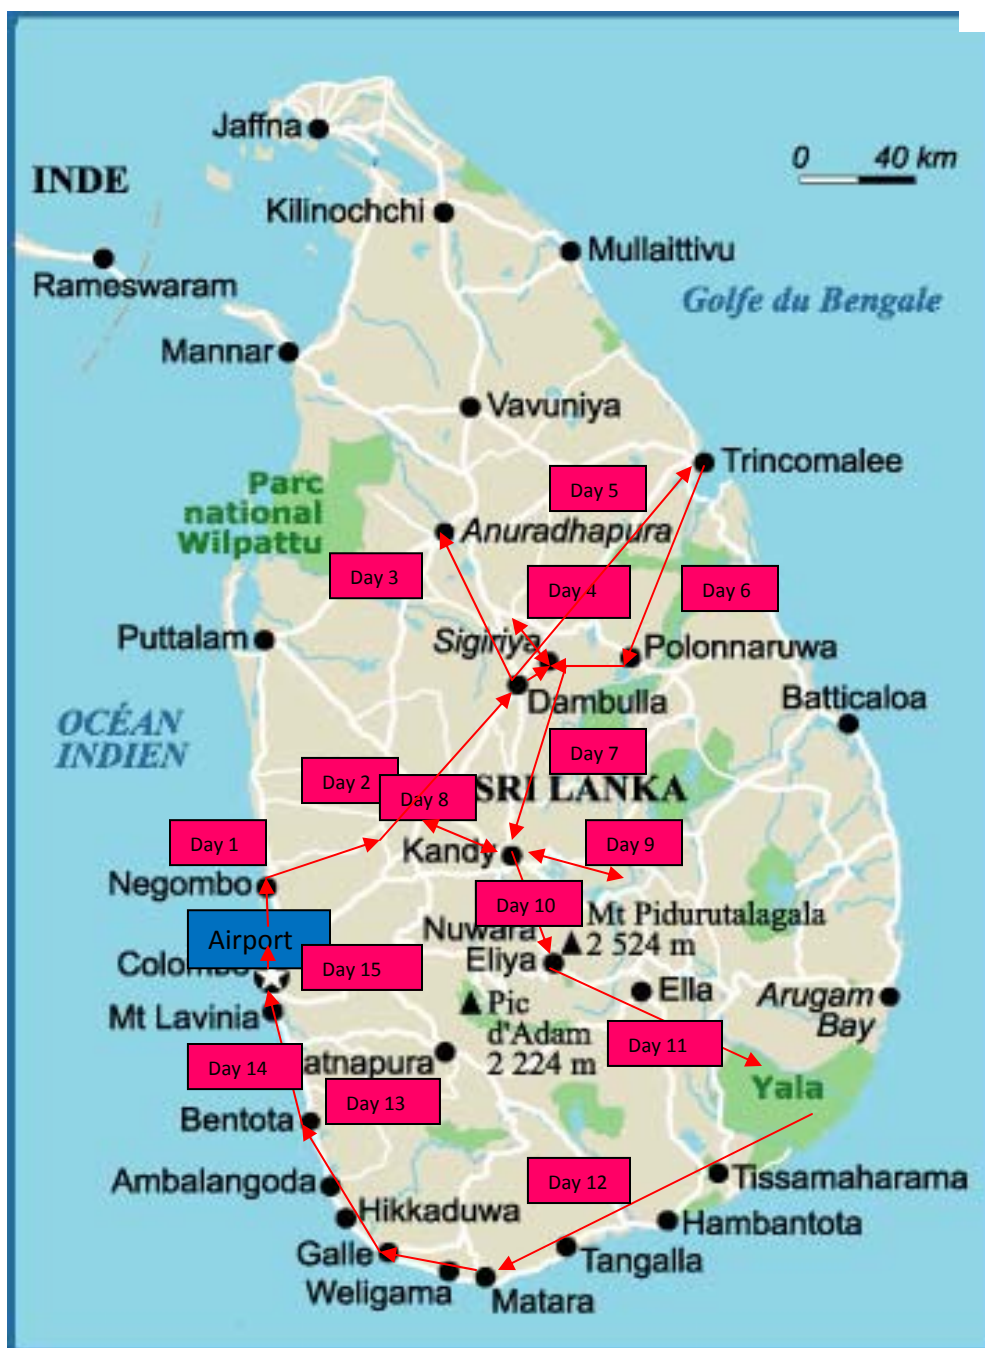 Jaffna
INDE
0 40 km
Kilinochchi
Mullaittivu
Rameswaram
Golfe du Bengale
Mannar
Vavuniya
Trincomalee
Day 5
Parc
national
Wilpattu
Anuradhapura
Day 3
Day 4
Day 6
Puttalam
Sigiriya
Polonnaruwa
Dambulla
Batticaloa
OCÉAN
INDIEN
Day 7
Day 2
Day 8
SRI LANKA
Day 1
Kandy
Day 9
Negombo
Day 10
Mt Pidurutalagala
2 524 m
Airport
Nuwara
Eliya
Colombo
Day 15
Ella
Arugam
Bay
Mt Lavinia
Pic
d'Adam
2 224 m
Day 11
Day 14
atnapura
Yala
Day 13
Bentota
Ambalangoda
Day 12
Tissamaharama
Hikkaduwa
Hambantota
Galle
Tangalla
Weligama
Matara